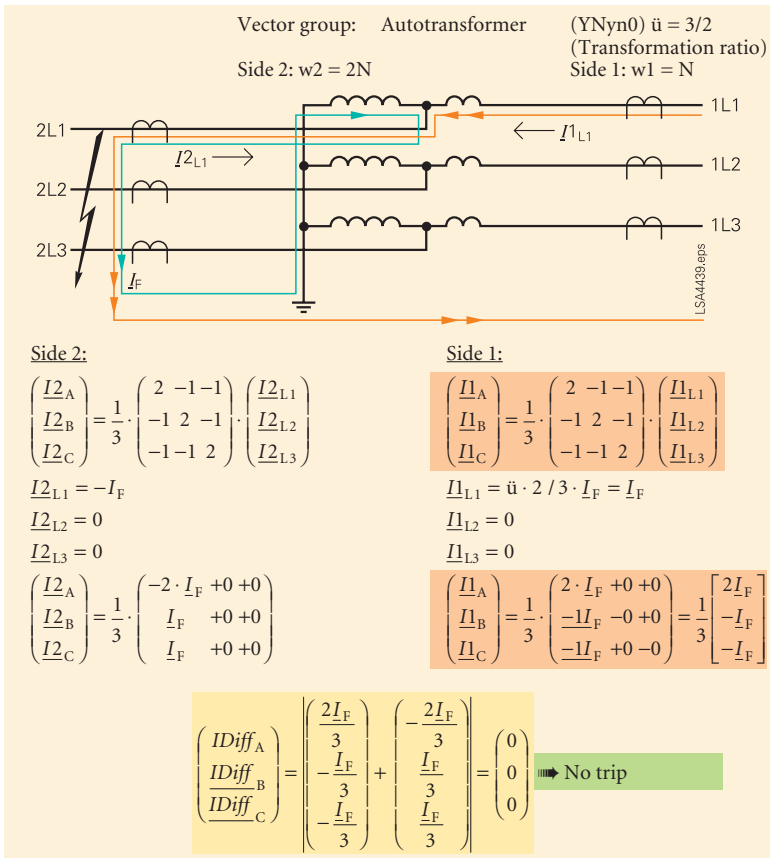 Vector group: Autotransformer (YNyn0) ü = 3/2
(Transformation ratio)
Side 2: w2 = 2N Side 1: w1 = N
1L1
2L1
I1L1
I2L1
1L2
2L2
1L3
2L3
IF
LSA4439.eps
Side 2:
(I2A I2B I2C) = 1/3 · (2 −1 −1 −1 2 −1 −1 −1 2) · (I2L1 I2L2 I2L3)
I2L1 = −IF
I2L2 = 0
I2L3 = 0
(I2A I2B I2C) = 1/3 · (−2 · IF +0 +0 IF +0 +0 IF +0 +0)
Side 1:
(I1A I1B I1C) = 1/3 · (2 −1 −1 −1 2 −1 −1 −1 2) · (I1L1 I1L2 I1L3)
I1L1 = ü · 2 / 3 · IF = IF
I1L2 = 0
I1L3 = 0
(I1A I1B I1C) = 1/3 · (2 · IF +0 +0 −1IF −0 +0 −1IF +0 −0) = 1/3 [2IF −IF −IF]
(IDiffA IDiffB IDiffC) = |(2IF/3 −IF/3 −IF/3) + (−2IF/3 IF/3 IF/3)| = (0 0 0) ➠ No trip